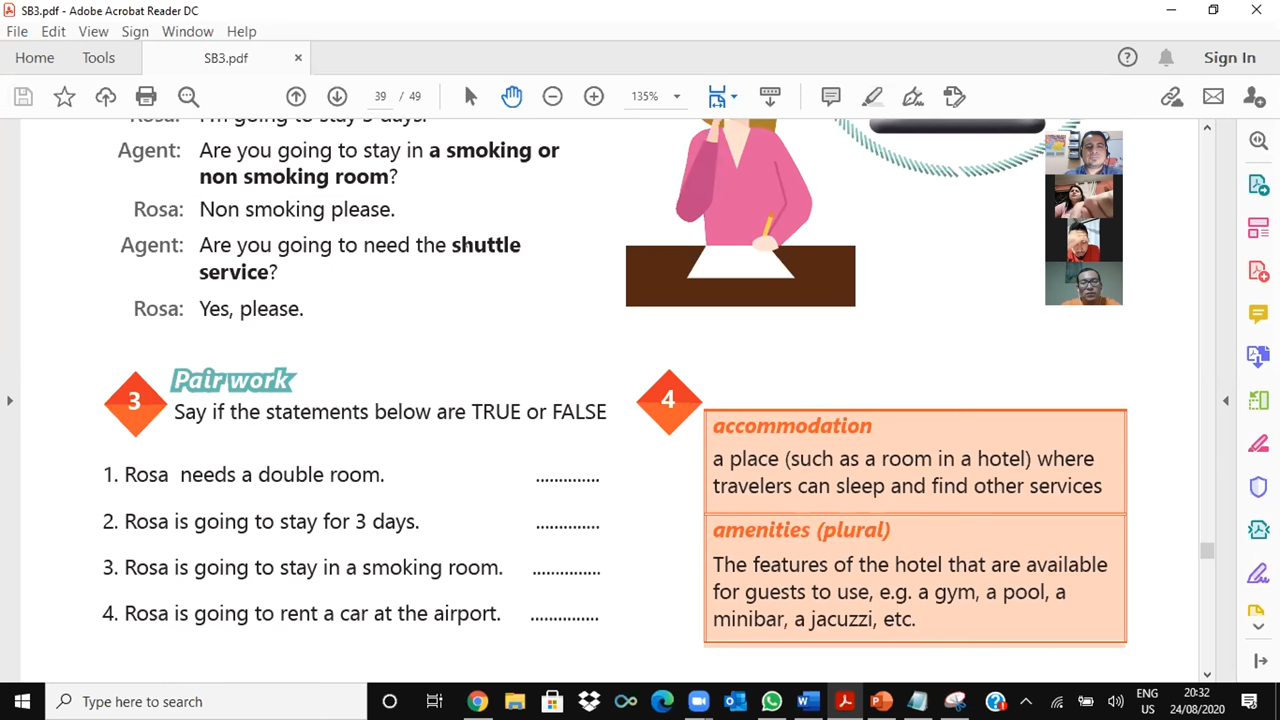 SB3.pdf - Adobe Acrobat Reader DC
File Edit View Sign Window Help
Home Tools SB3.pdf × Sign In
39 / 49 135%
Rosa: I'm going to stay 3 days.
Agent: Are you going to stay in a smoking or
non smoking room?
Rosa: Non smoking please.
Agent: Are you going to need the shuttle
service?
Rosa: Yes, please.
3 Pair work
Say if the statements below are TRUE or FALSE
1. Rosa needs a double room. ..............
2. Rosa is going to stay for 3 days. ..............
3. Rosa is going to stay in a smoking room. ...............
4. Rosa is going to rent a car at the airport. ...............
4
accommodation
a place (such as a room in a hotel) where
travelers can sleep and find other services
amenities (plural)
The features of the hotel that are available
for guests to use, e.g. a gym, a pool, a
minibar, a jacuzzi, etc.
Type here to search
ENG
US
20:32
24/08/2020